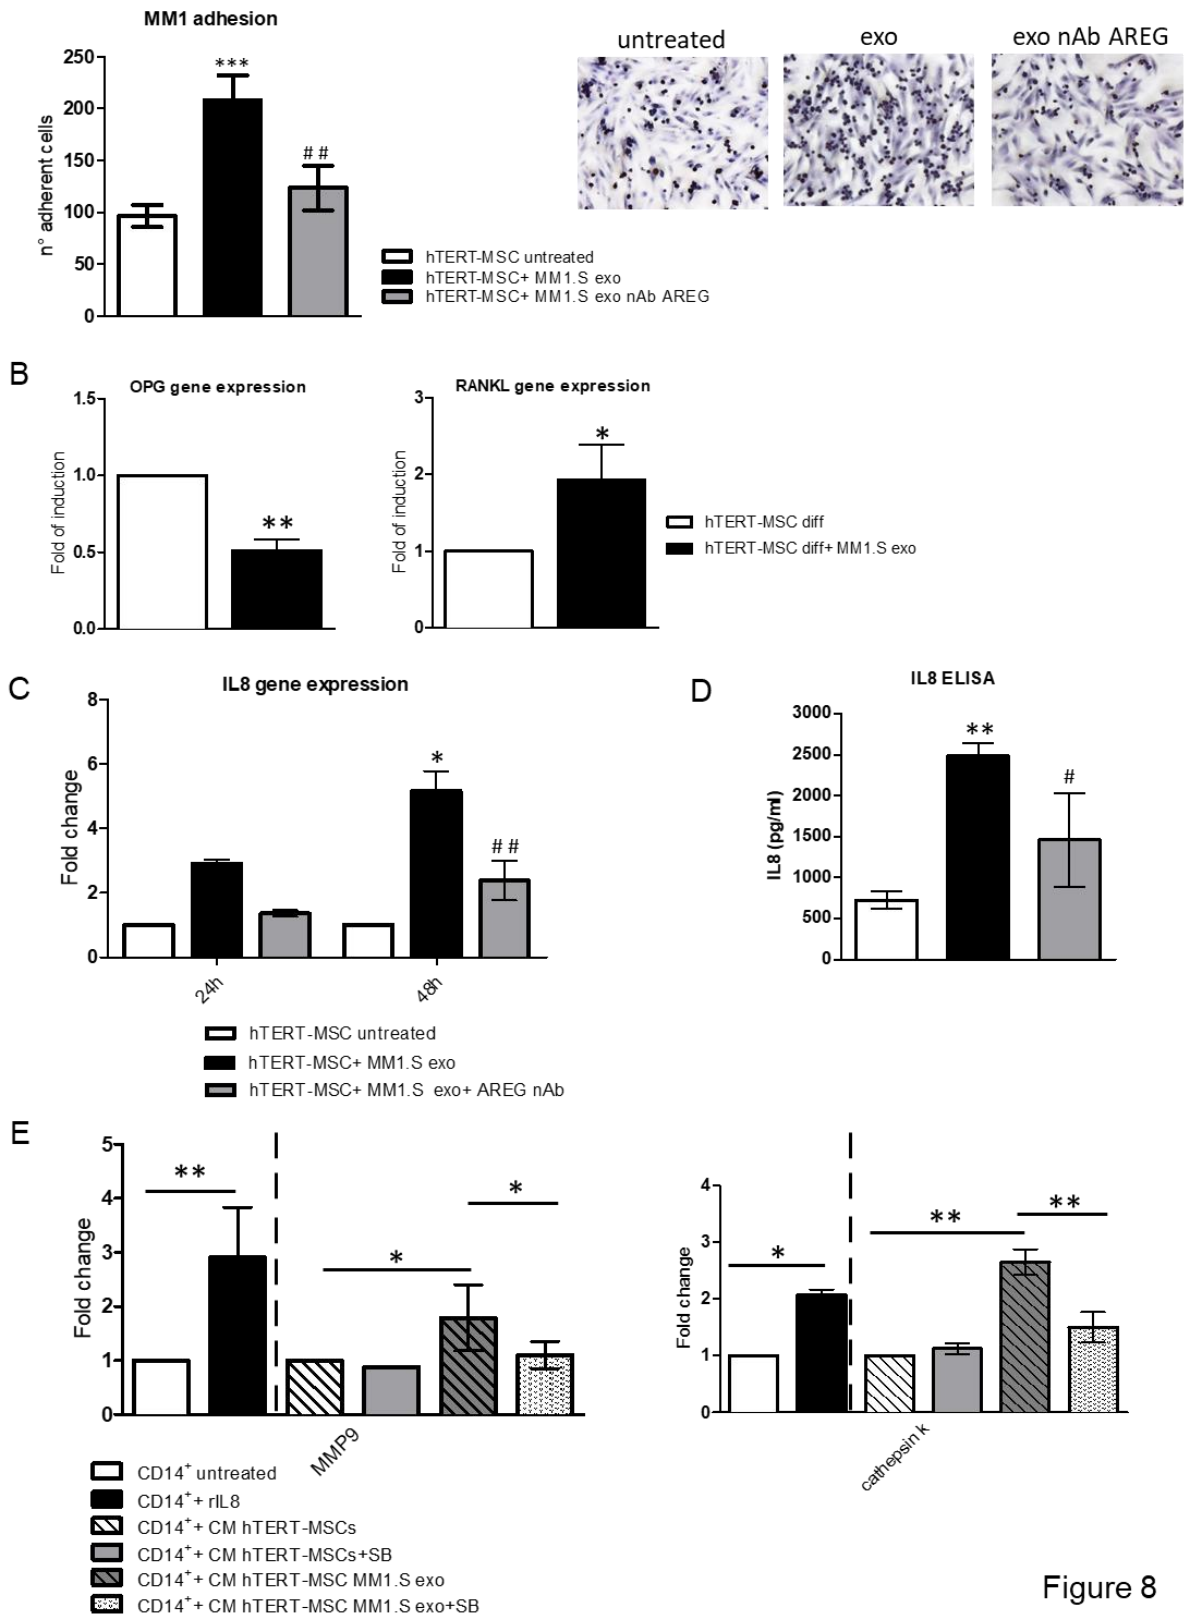 MM1 adhesion
250
200
150
100
50
0
n° adherent cells
***
# #
untreated
exo
exo nAb AREG
hTERT-MSC untreated
hTERT-MSC+ MM1.S exo
hTERT-MSC+ MM1.S exo nAb AREG
B
OPG gene expression
1.5
1.0
0.5
0.0
Fold of induction
**
RANKL gene expression
3
2
1
0
Fold of induction
*
hTERT-MSC diff
hTERT-MSC diff+ MM1.S exo
C
IL8 gene expression
8
6
4
2
0
Fold change
*
# #
24h
48h
hTERT-MSC untreated
hTERT-MSC+ MM1.S exo
hTERT-MSC+ MM1.S exo+ AREG nAb
D
IL8 ELISA
3000
2500
2000
1500
1000
500
0
IL8 (pg/ml)
**
#
E
5
4
3
2
1
0
Fold change
**
*
*
MMP9
4
3
2
1
0
Fold change
*
**
**
cathepsin k
CD14+ untreated
CD14+ + rIL8
CD14+ + CM hTERT-MSCs
CD14+ + CM hTERT-MSCs+SB
CD14+ + CM hTERT-MSC MM1.S exo
CD14+ + CM hTERT-MSC MM1.S exo+SB
Figure 8